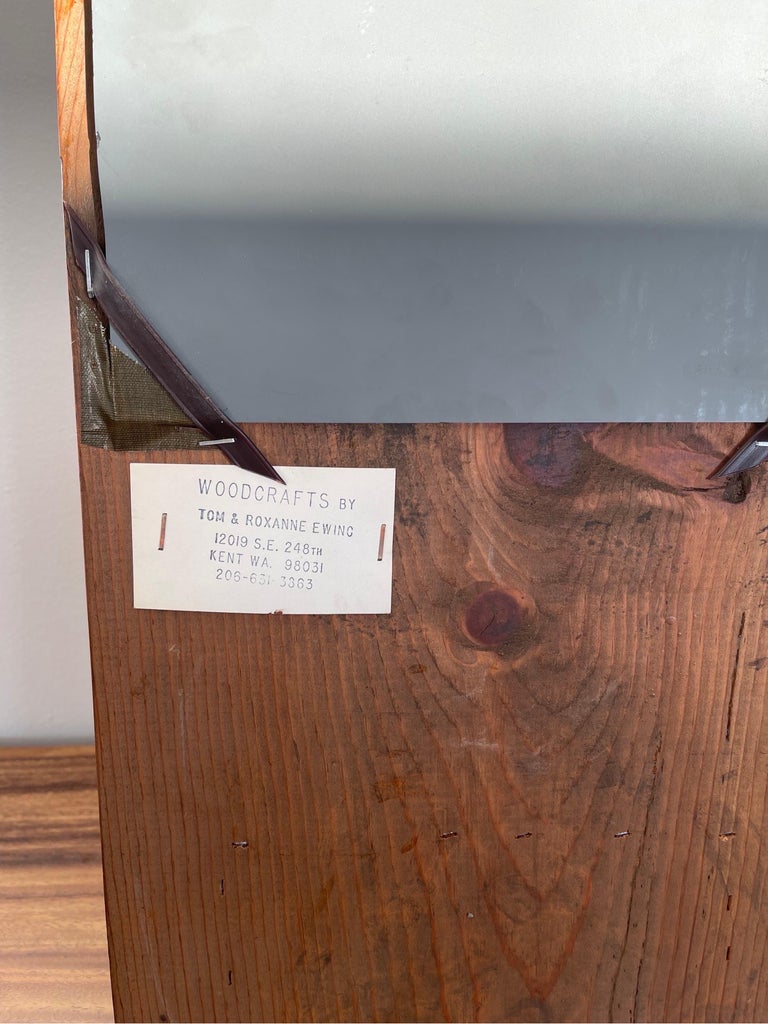 WOODCRAFTS BY
TOM & ROXANNE EWING
12019 S.E. 248TH
KENT WA. 98031
206-631-3363